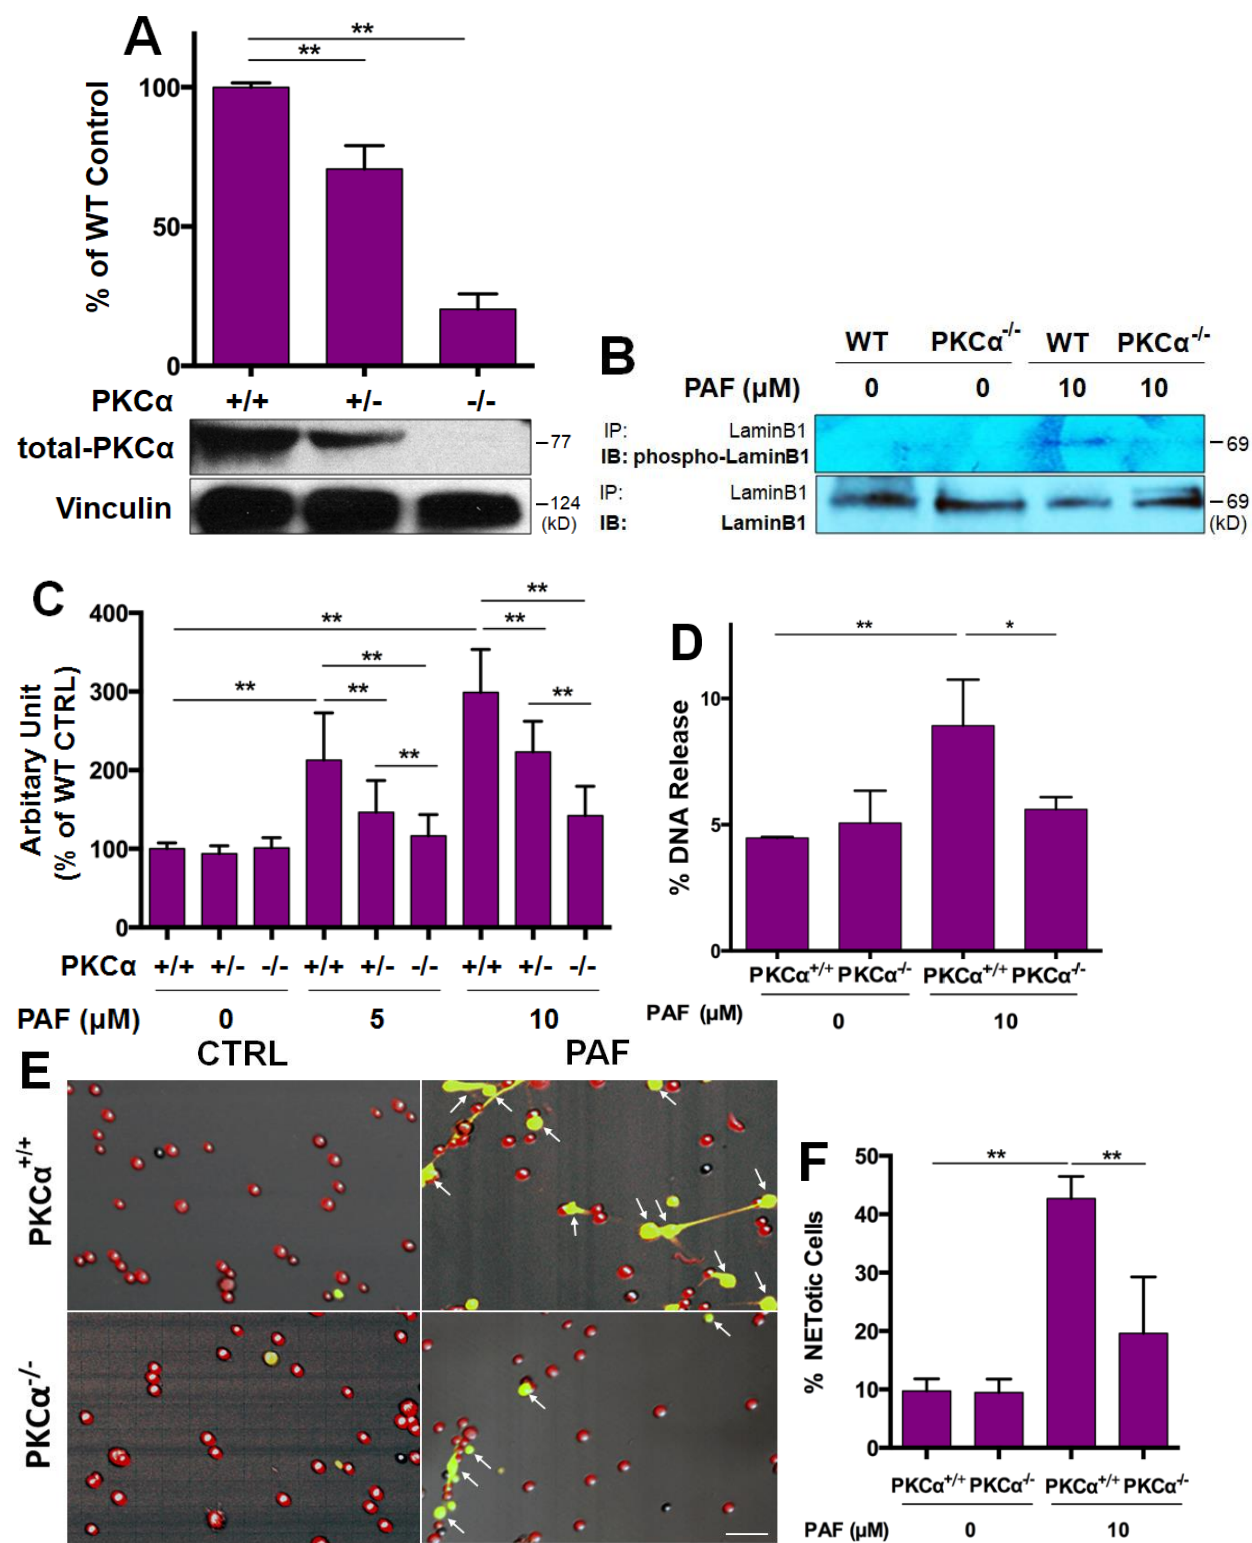 A
**
**
% of WT Control
100
50
0
PKCα +/+ +/- -/-
total-PKCα
–77
Vinculin
–124
(kD)
B
WT PKCα-/- WT PKCα-/-
PAF (µM) 0 0 10 10
IP: LaminB1
IB: phospho-LaminB1
–69
IP: LaminB1
IB: LaminB1
–69
(kD)
C
Arbitary Unit
(% of WT CTRL)
400
300
200
100
0
**
**
**
**
**
**
**
**
PKCα +/+ +/- -/- +/+ +/- -/- +/+ +/- -/-
PAF (µM) 0 5 10
D
% DNA Release
10
5
0
** *
PKCα+/+ PKCα-/- PKCα+/+ PKCα-/-
PAF (µM) 0 10
E
CTRL PAF
PKCα+/+
PKCα-/-
F
% NETotic Cells
50
40
30
20
10
0
** **
PKCα+/+ PKCα-/- PKCα+/+ PKCα-/-
PAF (µM) 0 10